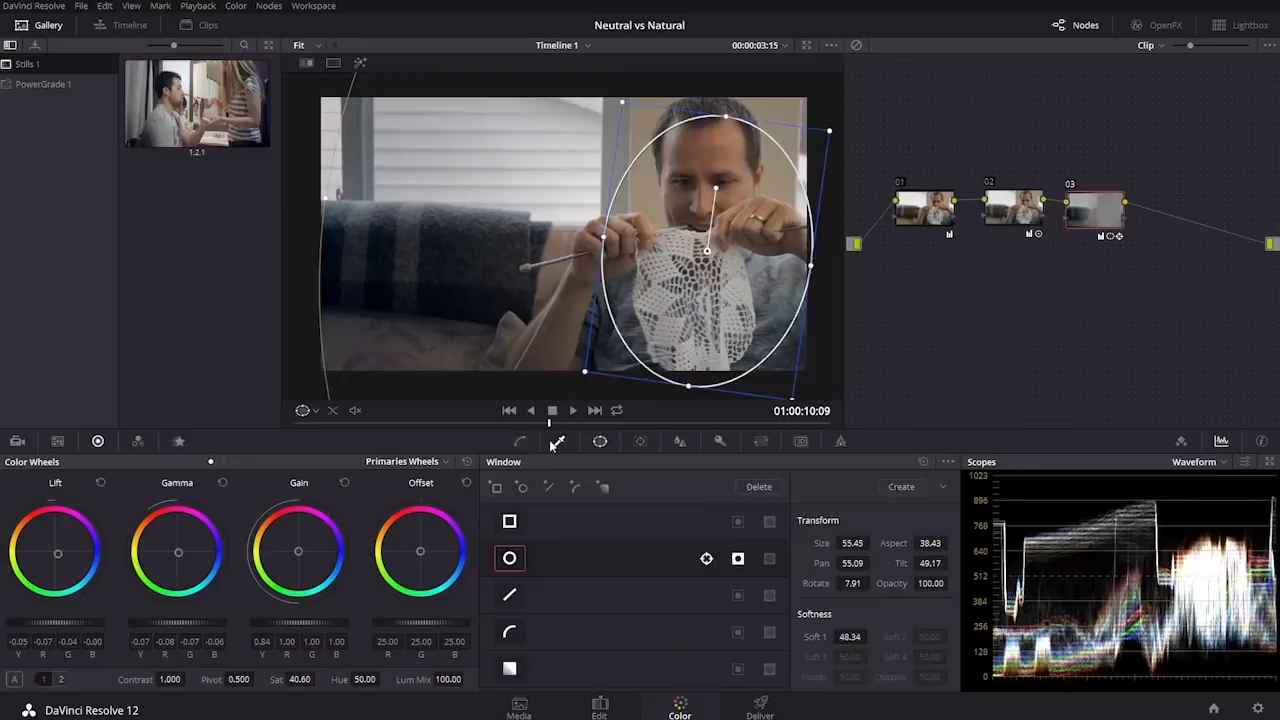 DaVinci Resolve File Edit View Mark Playback Color Nodes Workspace
Gallery Timeline Clips Neutral vs Natural Nodes OpenFX Lightbox
Fit Timeline 1 00:00:03:15 Clip
Stills 1
PowerGrade 1
1.2.1
01 02 03
01:00:10:09
Color Wheels Primaries Wheels Window Scopes Waveform
Lift Gamma Gain Offset
Delete Create
Transform
Size 55.45 Aspect 38.43
Pan 55.09 Tilt 49.17
Rotate 7.91 Opacity 100.00
Softness
Soft 1 48.34 Soft 2 50.00
Soft 3 50.00 Soft 4 50.00
Inside 50.00 Outside 50.00
1023
896
768
640
512
384
256
128
0
-0.05 -0.07 -0.04 -0.00 -0.07 -0.08 -0.07 -0.06 0.84 1.00 1.00 1.00 25.00 25.00 25.00
Y R G B Y R G B Y R G B R G B
A 1 2 Contrast 1.000 Pivot 0.500 Sat 40.60 Lum Mix 100.00
DaVinci Resolve 12 Media Edit Color Deliver